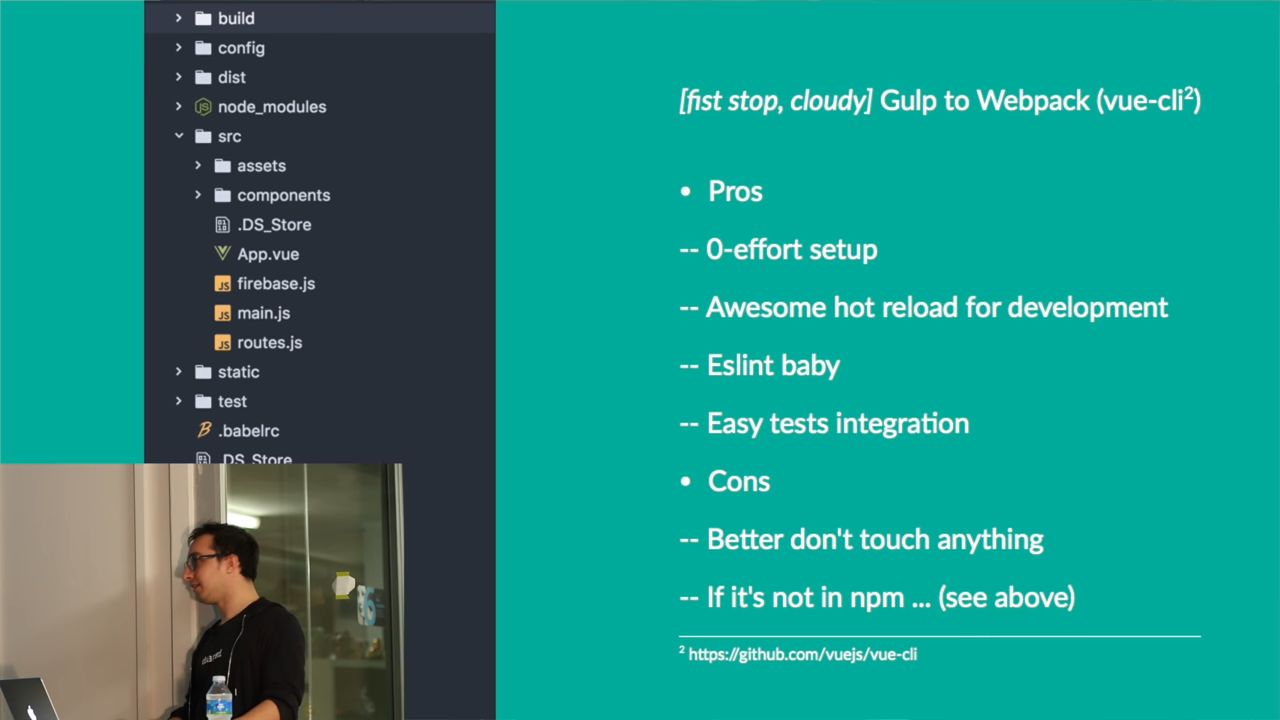 build
config
dist
node_modules
src
assets
components
.DS_Store
App.vue
firebase.js
main.js
routes.js
static
test
.babelrc
.DS_Store
[fist stop, cloudy] Gulp to Webpack (vue-cli²)
• Pros
-- 0-effort setup
-- Awesome hot reload for development
-- Eslint baby
-- Easy tests integration
• Cons
-- Better don't touch anything
-- If it's not in npm ... (see above)
² https://github.com/vuejs/vue-cli